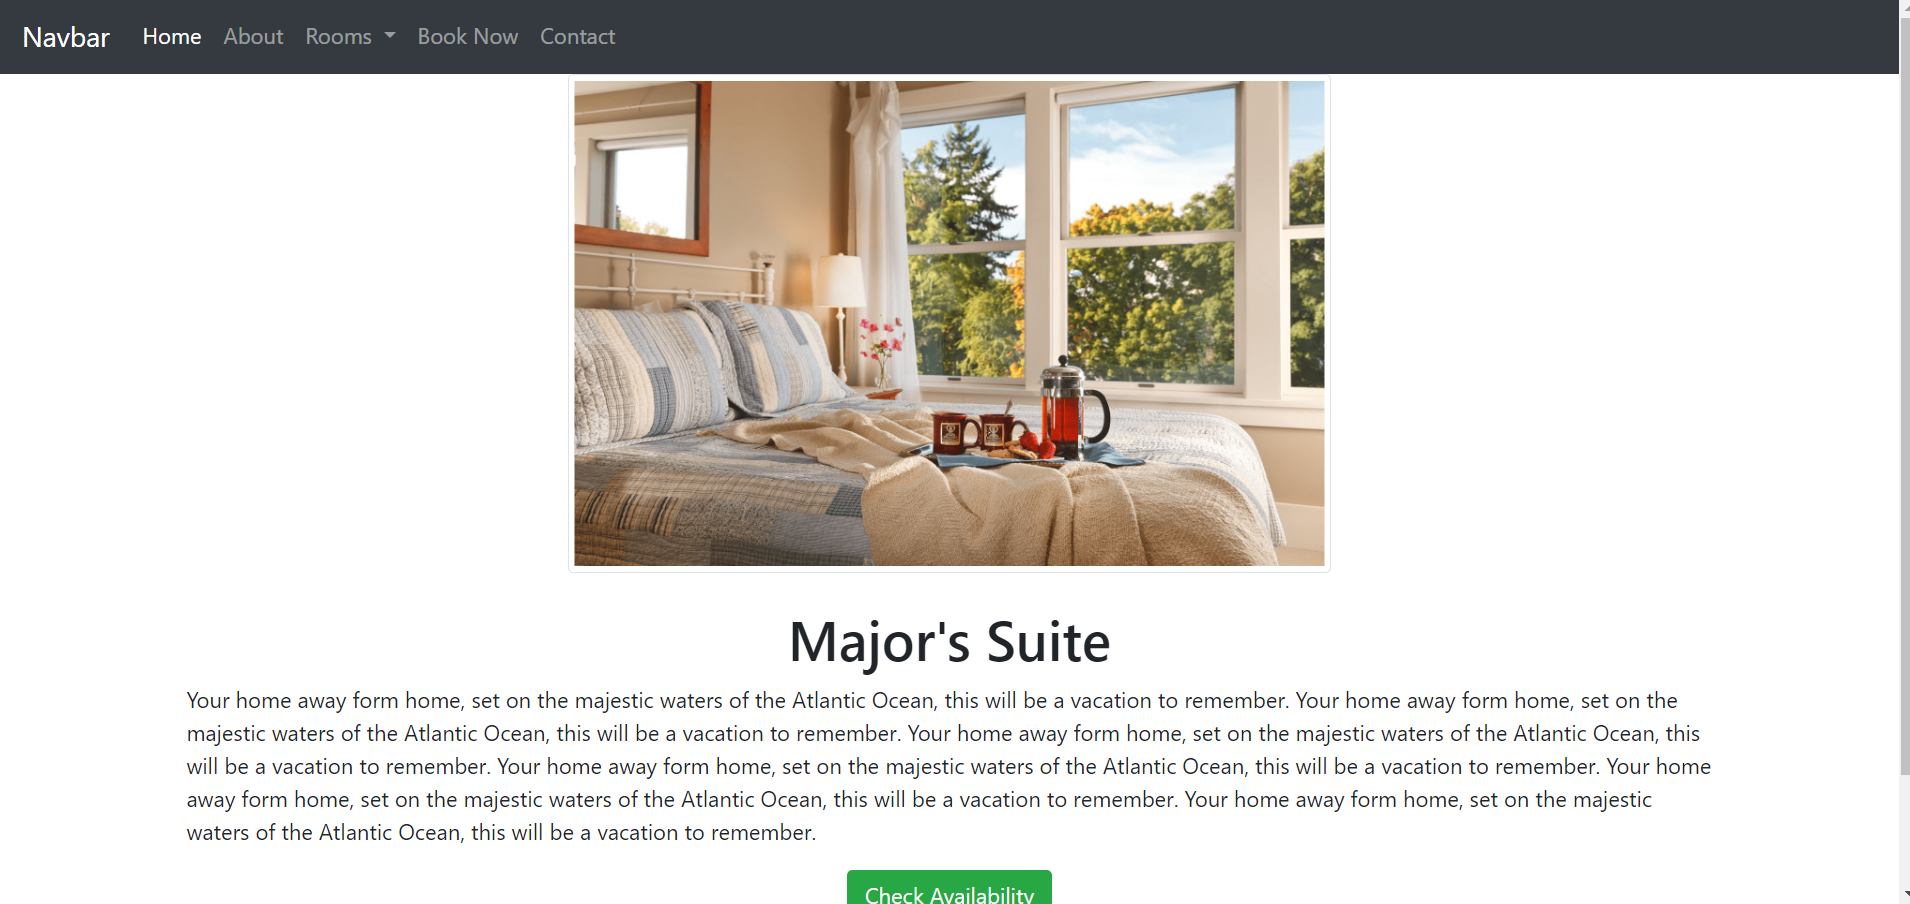 Navbar Home About Rooms Book Now Contact
Major's Suite
Your home away form home, set on the majestic waters of the Atlantic Ocean, this will be a vacation to remember. Your home away form home, set on the
majestic waters of the Atlantic Ocean, this will be a vacation to remember. Your home away form home, set on the majestic waters of the Atlantic Ocean, this
will be a vacation to remember. Your home away form home, set on the majestic waters of the Atlantic Ocean, this will be a vacation to remember. Your home
away form home, set on the majestic waters of the Atlantic Ocean, this will be a vacation to remember. Your home away form home, set on the majestic
waters of the Atlantic Ocean, this will be a vacation to remember.
Check Availability